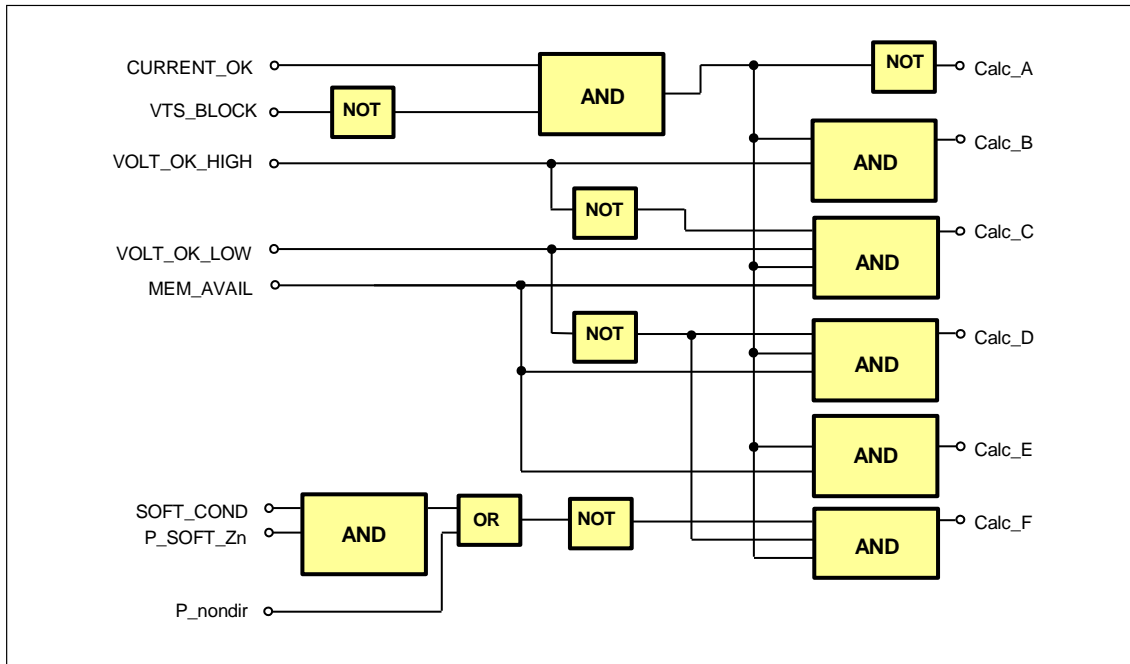 CURRENT_OK
AND
NOT
Calc_A
VTS_BLOCK
NOT
VOLT_OK_HIGH
AND
Calc_B
NOT
VOLT_OK_LOW
AND
Calc_C
MEM_AVAIL
NOT
AND
Calc_D
AND
Calc_E
SOFT_COND
P_SOFT_Zn
AND
OR
NOT
AND
Calc_F
P_nondir